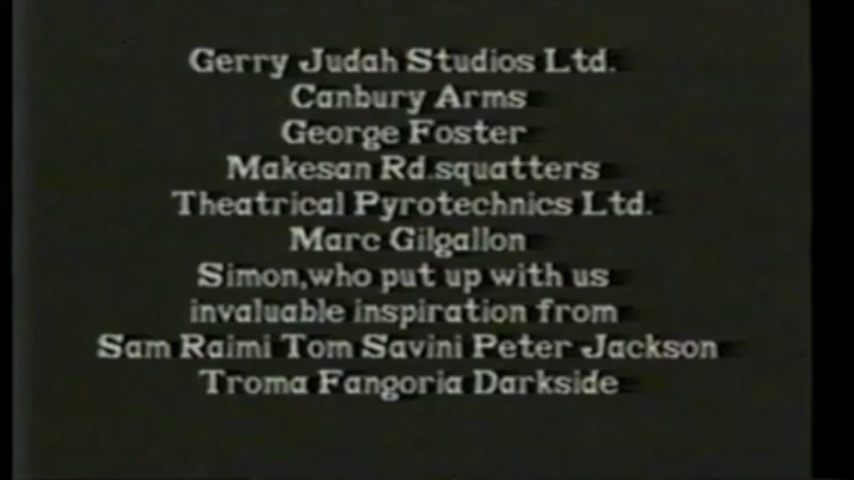 Gerry Judah Studios Ltd.
Canbury Arms
George Foster
Makesan Rd.squatters
Theatrical Pyrotechnics Ltd.
Marc Gilgallon
Simon,who put up with us
invaluable inspiration from
Sam Raimi Tom Savini Peter Jackson
Troma Fangoria Darkside